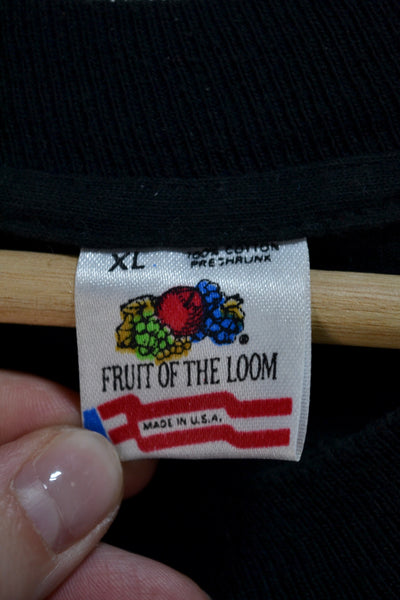 100% COTTON
XL PRESHRUNK
®
FRUIT OF THE LOOM
MADE IN U.S.A.